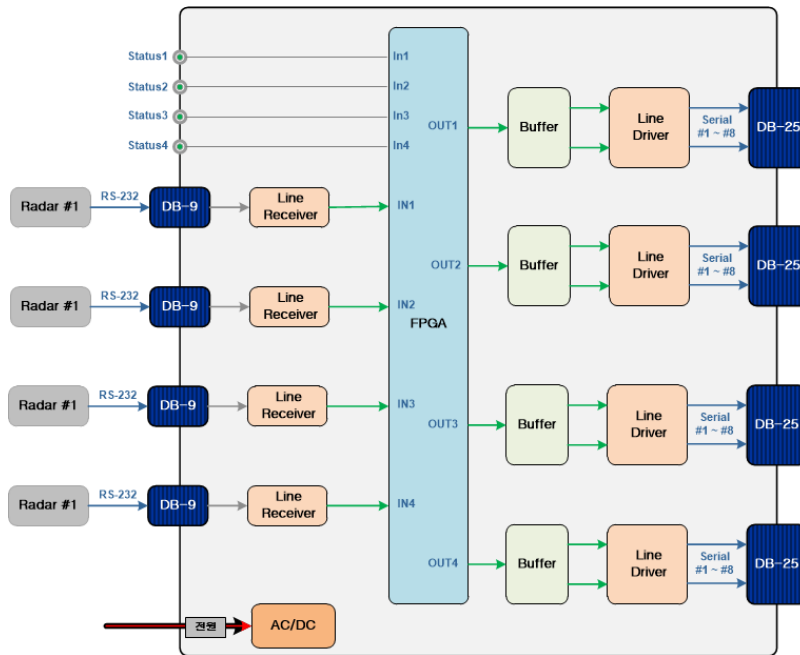 Status1
In1
Status2
In2
Status3
In3
Status4
In4
OUT1
Buffer
Line
Driver
Serial
#1 ~ #8
DB-25
Radar #1
RS-232
DB-9
Line
Receiver
IN1
OUT2
Buffer
Line
Driver
Serial
#1 ~ #8
DB-25
Radar #1
RS-232
DB-9
Line
Receiver
IN2
FPGA
Radar #1
RS-232
DB-9
Line
Receiver
IN3
OUT3
Buffer
Line
Driver
Serial
#1 ~ #8
DB-25
Radar #1
RS-232
DB-9
Line
Receiver
IN4
OUT4
Buffer
Line
Driver
Serial
#1 ~ #8
DB-25
전원
AC/DC